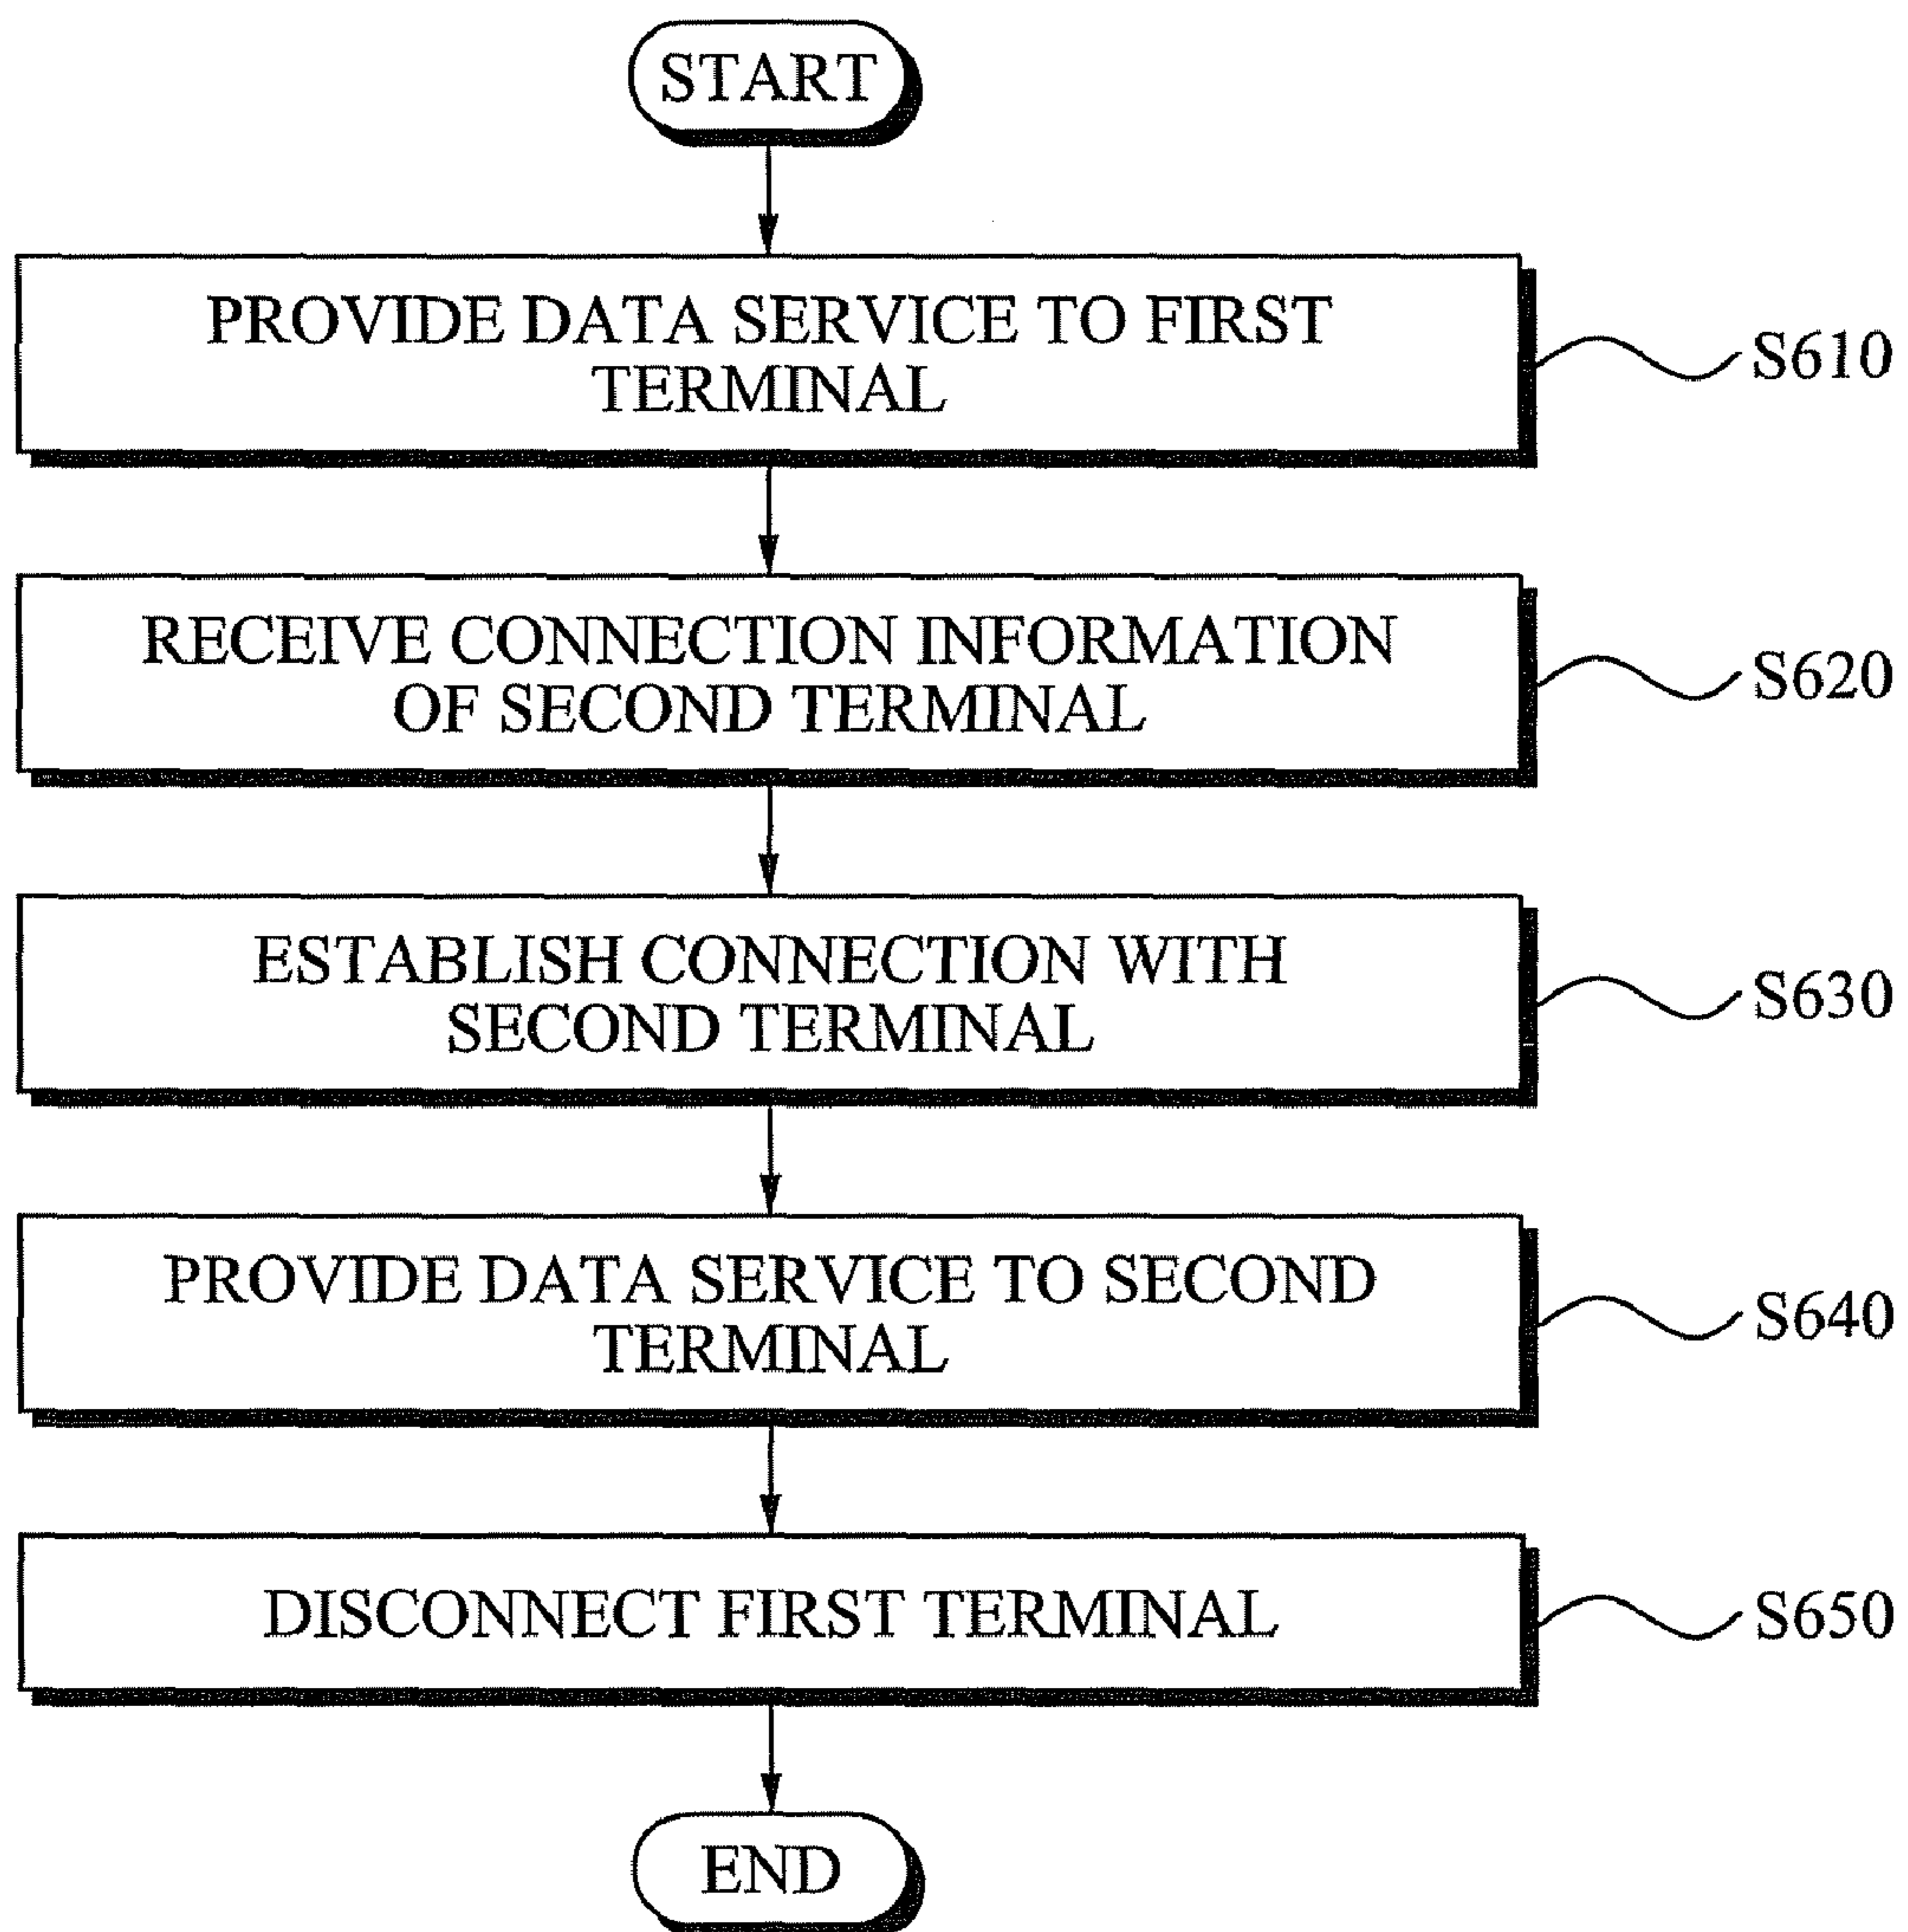 START
PROVIDE DATA SERVICE TO FIRST
TERMINAL
S610
RECEIVE CONNECTION INFORMATION
OF SECOND TERMINAL
S620
ESTABLISH CONNECTION WITH
SECOND TERMINAL
S630
PROVIDE DATA SERVICE TO SECOND
TERMINAL
S640
DISCONNECT FIRST TERMINAL
S650
END